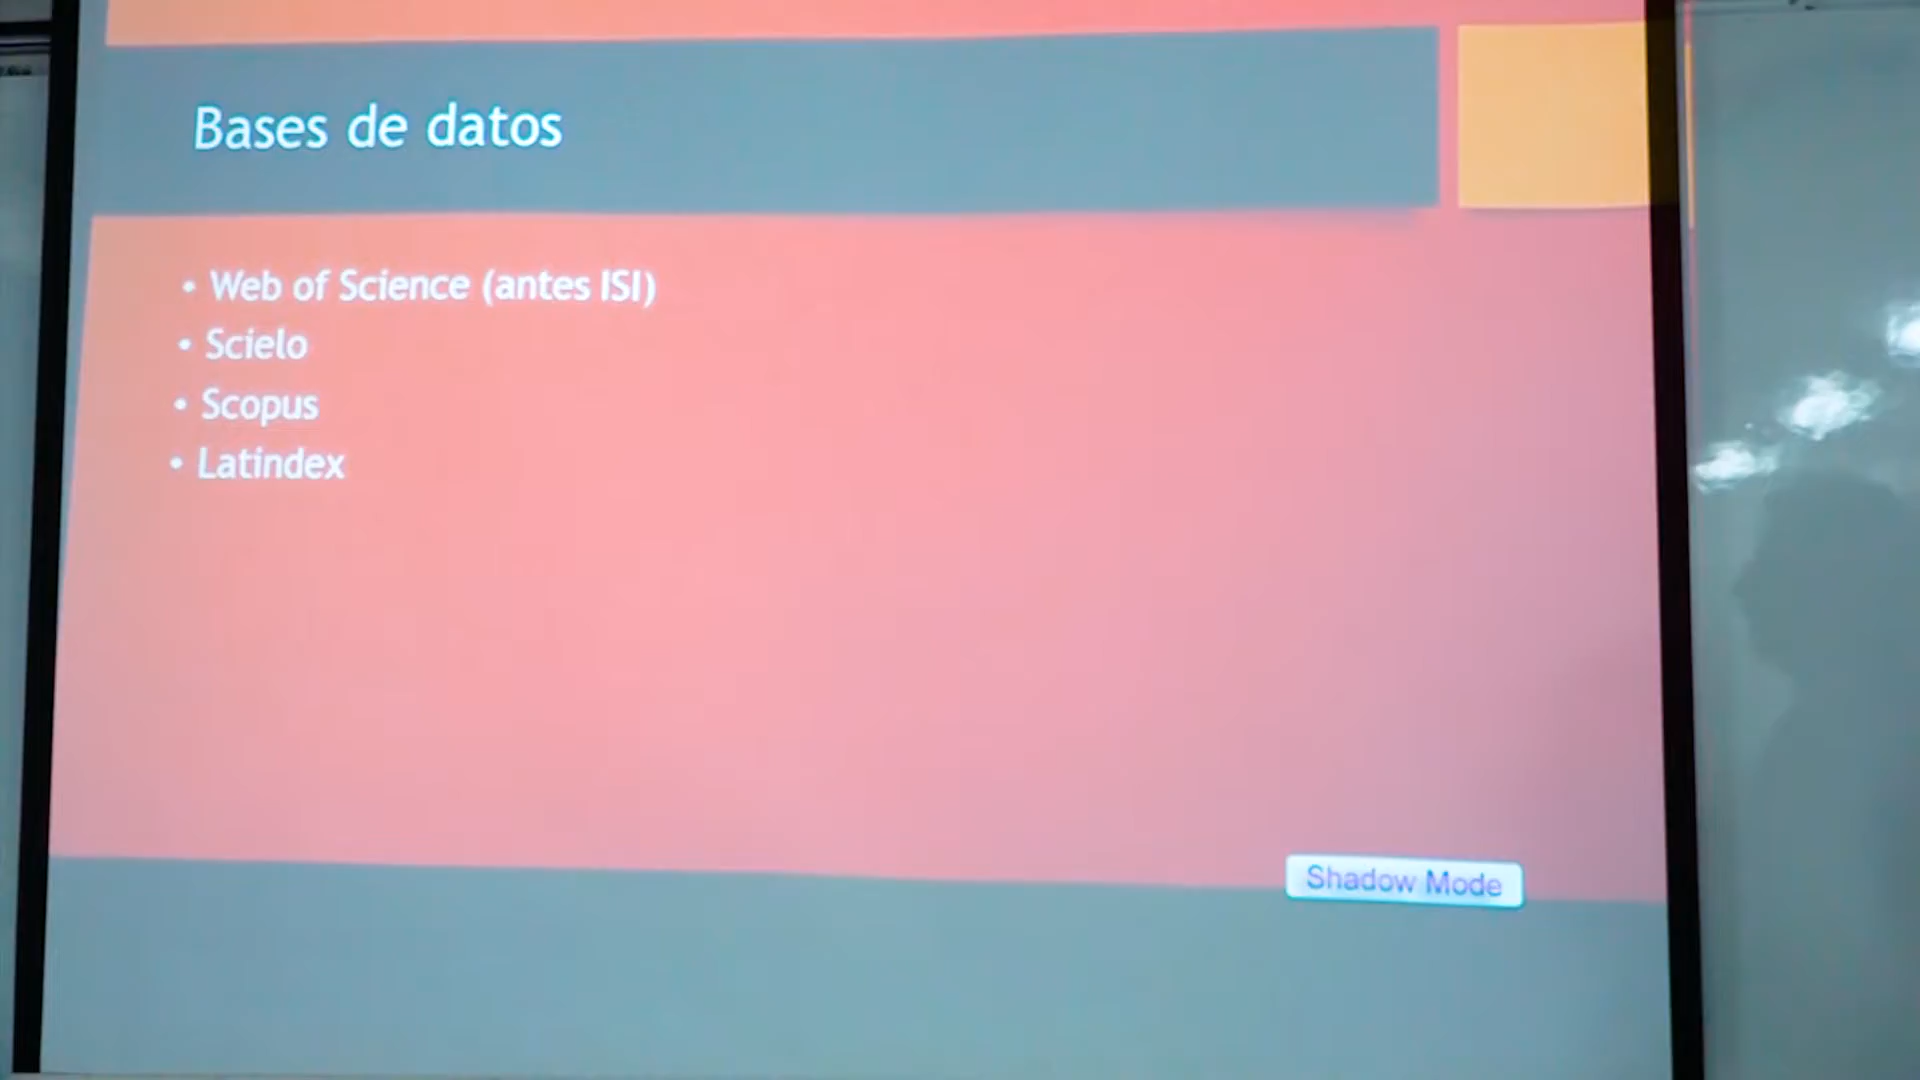 Bases de datos
• Web of Science (antes ISI)
• Scielo
• Scopus
• Latindex
Shadow Mode